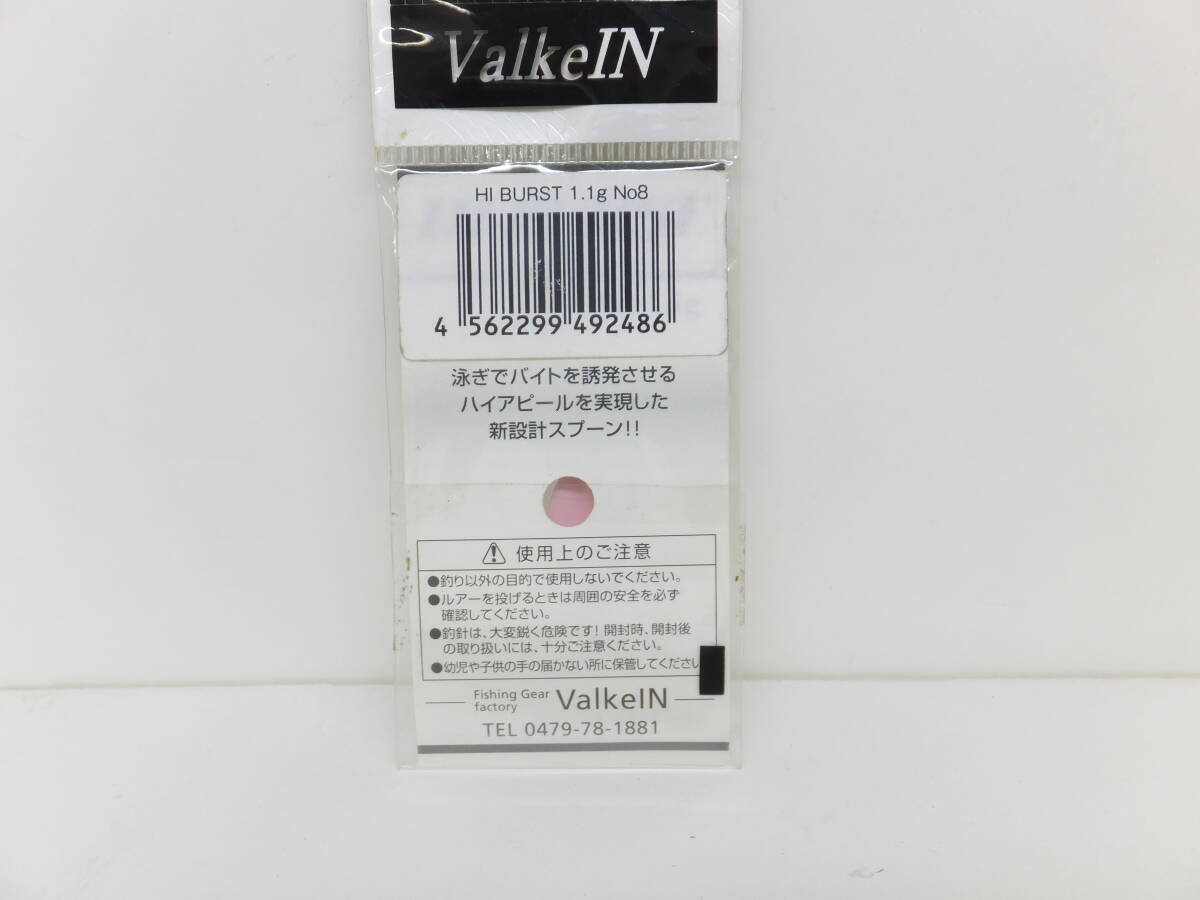 ValkeIN
HI BURST 1.1g No8
4 562299 492486
泳ぎでバイトを誘発させる
ハイアピールを実現した
新設計スプーン!!
使用上のご注意
●釣り以外の目的で使用しないでください。
●ルアーを投げるときは周囲の安全を必ず
確認してください。
●釣針は、大変鋭く危険です! 開封時、開封後
の取り扱いには、十分ご注意ください。
●幼児や子供の手の届かない所に保管してください
Fishing Gear
factory
ValkeIN
TEL 0479-78-1881